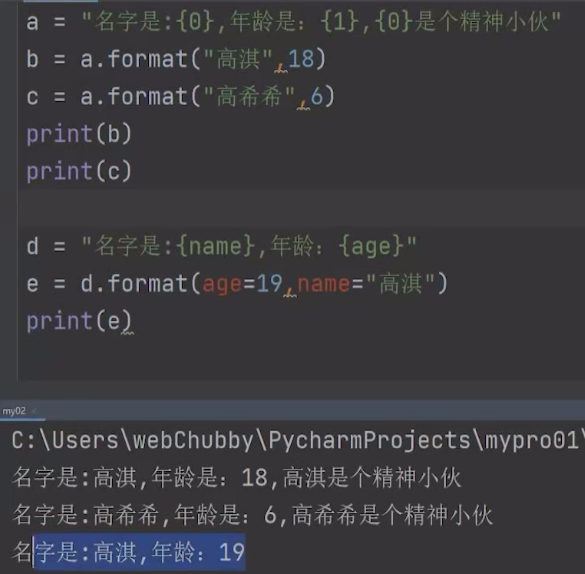 a = "名字是:{0},年龄是：{1},{0}是个精神小伙"
b = a.format("高淇",18)
c = a.format("高希希",6)
print(b)
print(c)
d = "名字是:{name},年龄：{age}"
e = d.format(age=19,name="高淇")
print(e)
my02
C:\Users\webChubby\PycharmProjects\mypro01\
名字是:高淇,年龄是：18,高淇是个精神小伙
名字是:高希希,年龄是：6,高希希是个精神小伙
名字是:高淇,年龄：19